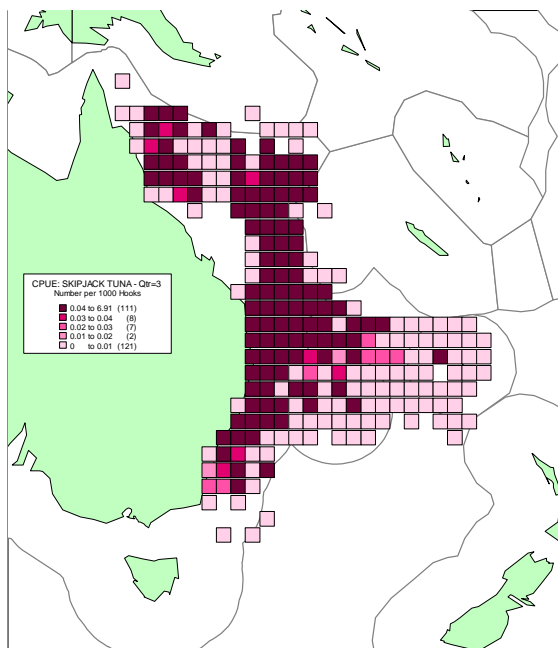 CPUE: SKIPJACK TUNA - Qtr=3
Number per 1000 Hooks
0.04 to 6.91 (111)
0.03 to 0.04 (8)
0.02 to 0.03 (7)
0.01 to 0.02 (2)
0 to 0.01 (121)